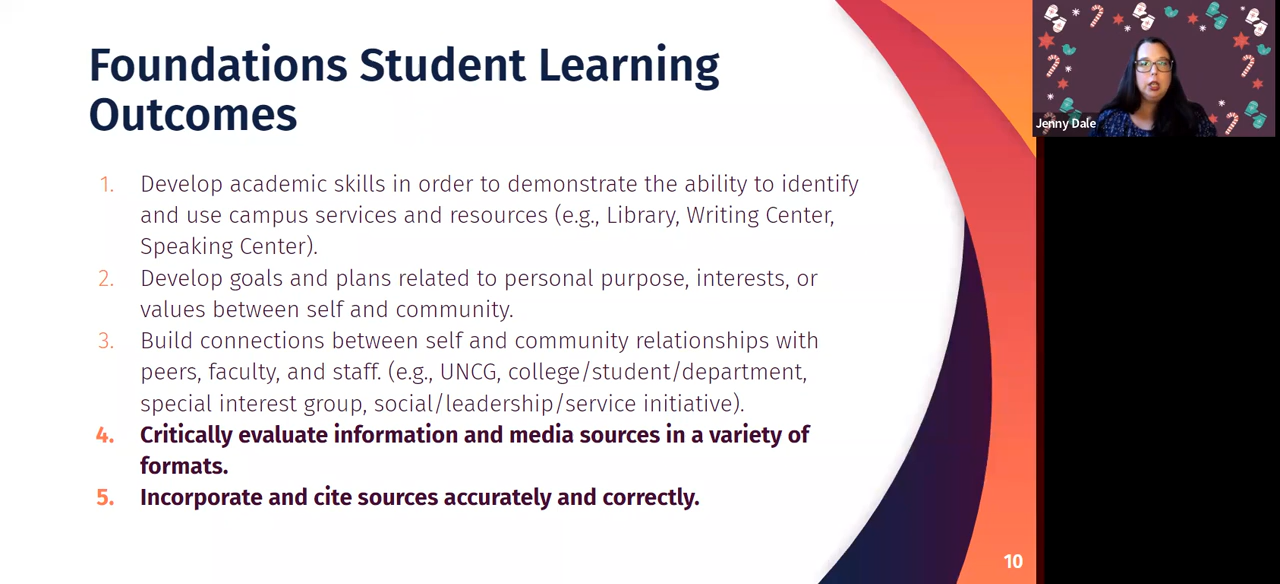 Foundations Student Learning
Outcomes
1. Develop academic skills in order to demonstrate the ability to identify
and use campus services and resources (e.g., Library, Writing Center,
Speaking Center).
2. Develop goals and plans related to personal purpose, interests, or
values between self and community.
3. Build connections between self and community relationships with
peers, faculty, and staff. (e.g., UNCG, college/student/department,
special interest group, social/leadership/service initiative).
4. Critically evaluate information and media sources in a variety of
formats.
5. Incorporate and cite sources accurately and correctly.
10
Jenny Dale